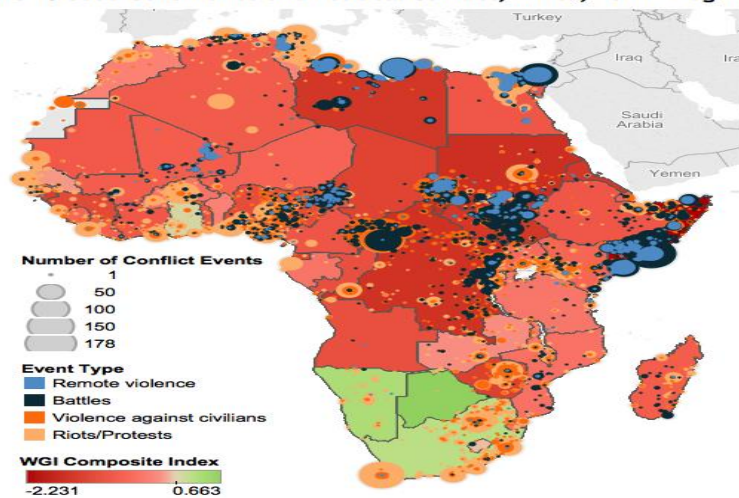 Turkey
Iraq
Saudi
Arabia
Yemen
Number of Conflict Events
1
50
100
150
178
Event Type
Remote violence
Battles
Violence against civilians
Riots/Protests
WGI Composite Index
-2.231 0.663